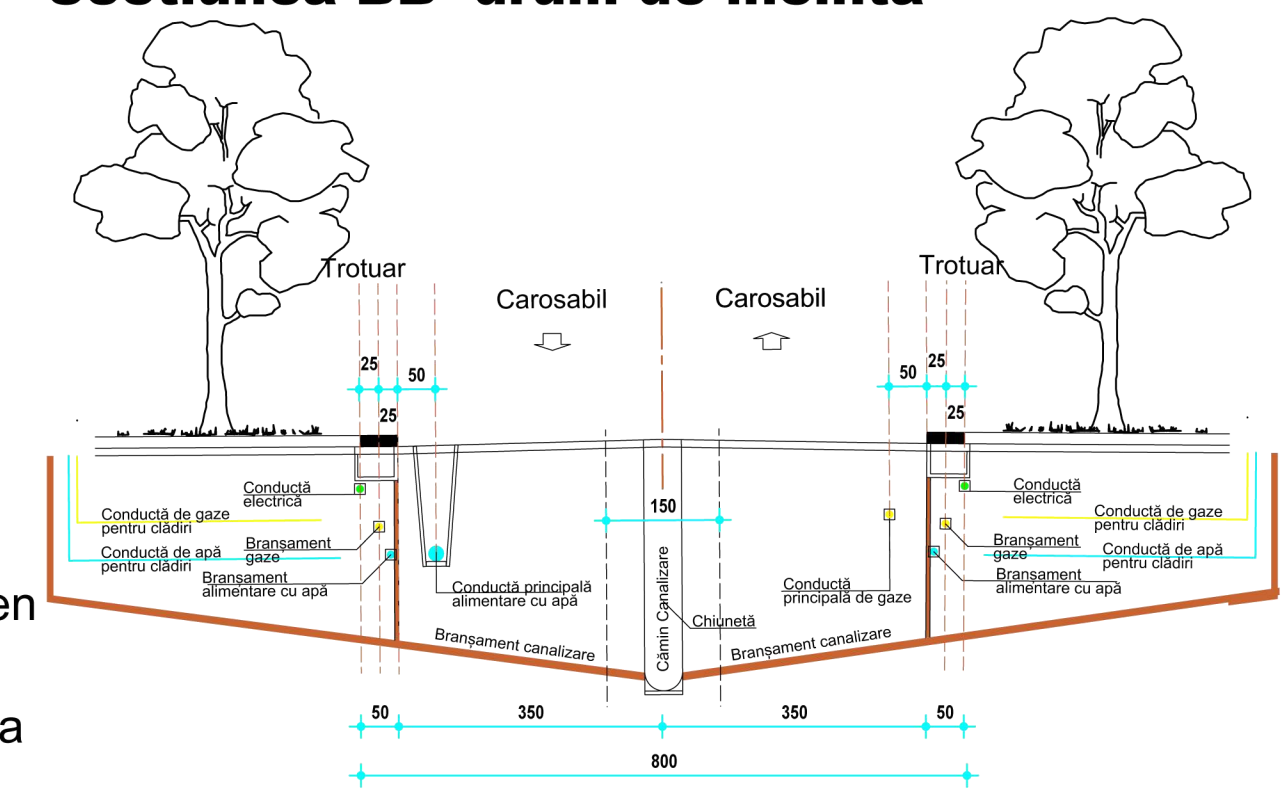 Trotuar
Trotuar
Carosabil
Carosabil
25
50
25
50
25
25
Conductă
electrică
Conductă de gaze
pentru clădiri
Branșament
gaze
Conductă de apă
pentru clădiri
Branșament
alimentare cu apă
Conductă principală
alimentare cu apă
150
Cămin Canalizare
Chiunetă
Conductă
principală de gaze
Conductă
electrică
Conductă de gaze
pentru clădiri
Branșament
gaze
Conductă de apă
pentru clădiri
Branșament
alimentare cu apă
en
Branșament canalizare
Branșament canalizare
a
50
350
350
50
800